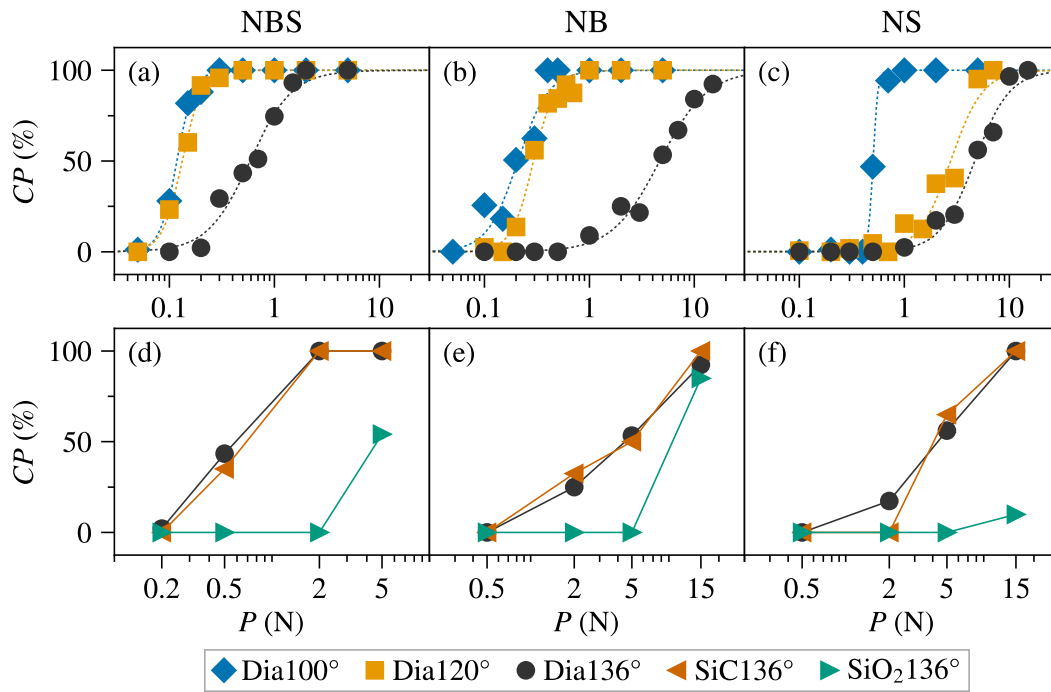 NBS NB NS
(a) (b) (c)
CP (%)
100
50
0
0.1 1 10 0.1 1 10 0.1 1 10
(d) (e) (f)
CP (%)
100
50
0
0.2 0.5 2 5 0.5 2 5 15 0.5 2 5 15
P (N) P (N) P (N)
Dia100° Dia120° Dia136° SiC136° SiO₂136°